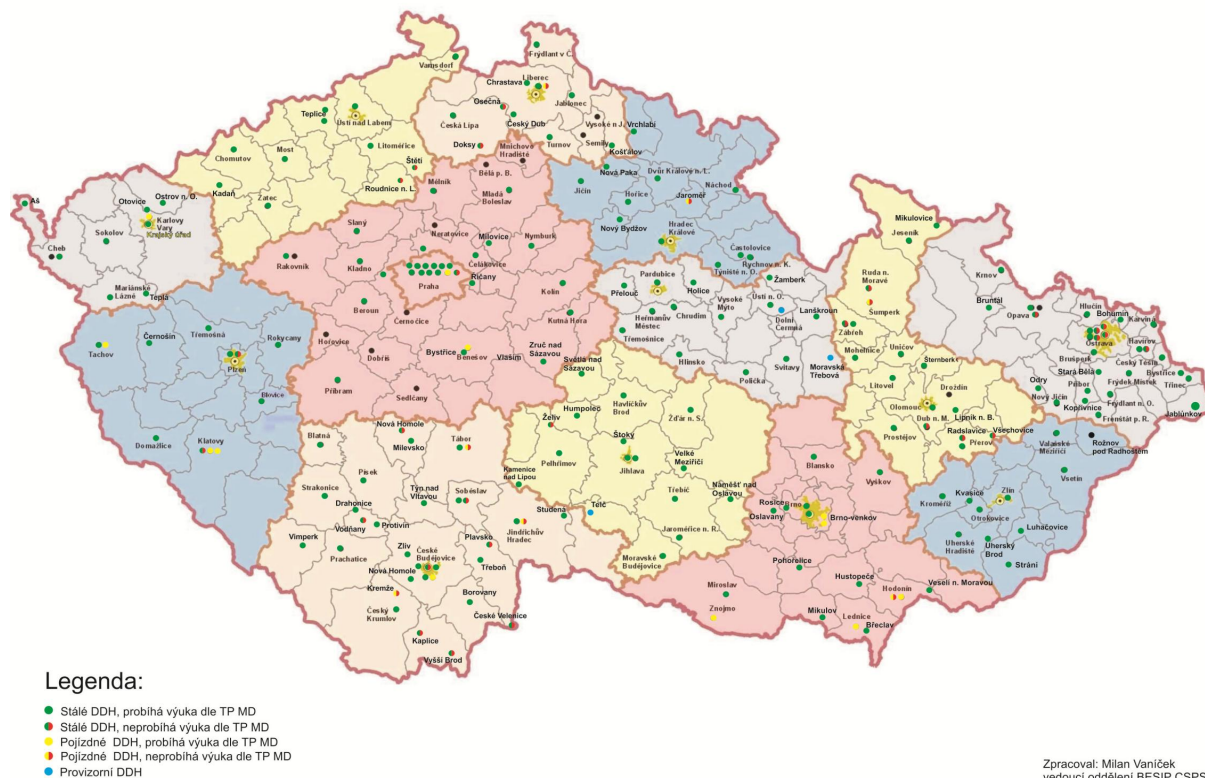 Frýdlant v Č.
Varnsdorf
Chrastava
Liberec
Jablonec
Osečná
Teplice
Ústí nad Labem
Česká Lípa
Český Dub
Vysoké n J.
Vrchlabí
Semily
Turnov
Košťálov
Chomutov
Most
Litoměřice
Doksy
Mnichovo
Hradiště
Štětí
Bělá p. B.
Nová Paka
Dvůr Králové n. L.
Roudnice n. L.
Kadaň
Mělník
Mladá
Boleslav
Jičín
Hořice
Jaroměř
Náchod
Ostrov n. O.
Otovice
Žatec
Aš
Karlovy
Vary
Krajský úřad
Slaný
Neratovice
Milovice
Nymburk
Nový Bydžov
Hradec
Králové
Mikulovice
Jeseník
Sokolov
Cheb
Rakovník
Kladno
Praha
Čelákovice
Říčany
Častolovice
Rychnov n. K.
Týniště n. O.
Pardubice
Žamberk
Ruda n.
Moravě
Krnov
Mariánské
Lázně
Teplá
Beroun
Kolín
Přelouč
Holice
Vysoké
Mýto
Ústí n. O.
Lanškroun
Šumperk
Bruntál
Opava
Hlučín
Bohumín
Karviná
Černošice
Kutná Hora
Heřmanův
Městec
Chrudim
Dolní
Čermná
Zábřeh
Ostrava
Havířov
Černošín
Třemošná
Rokycany
Hořovice
Třemošnice
Mohelnice
Uničov
Šternberk
Brušperk
Český Těšín
Tachov
Plzeň
Dobříš
Bystřice
Benešov
Vlašim
Zruč nad
Sázavou
Světlá nad
Sázavou
Hlinsko
Svitavy
Moravská
Třebová
Litovel
Droždín
Stará Bělá
Bystřice
Odry
Příbor
Frýdek Místek
Třinec
Příbram
Sedlčany
Polička
Olomouc
Nový Jičín
Kopřivnice
Frýdlant n. O.
Blovice
Havlíčkův
Brod
Dub n. M.
Lipník n. B.
Frenštát p. R.
Jablůnkov
Nová Homole
Želiv
Humpolec
Žďár n. S.
Radslavice
Všechovice
Domažlice
Klatovy
Blatná
Milevsko
Tábor
Štoky
Prostějov
Přerov
Valašské
Meziříčí
Rožnov
pod Radhoštěm
Pelhřimov
Jihlava
Velké
Meziříčí
Blansko
Vsetín
Písek
Kamenice
nad Lipou
Strakonice
Týn nad
Vltavou
Soběslav
Třebíč
Náměšť nad
Oslavou
Rosice
Brno
Vyškov
Kroměříž
Kvasice
Zlín
Drahonice
Studená
Telč
Oslavany
Brno-venkov
Otrokovice
Vodňany
Protivín
Jindřichův
Hradec
Jaroměřice n. R.
Luhačovice
Vimperk
Plavsko
Uherské
Hradiště
Uherský
Brod
Prachatice
Zliv
České
Budějovice
Třeboň
Moravské
Budějovice
Pohořelice
Strání
Nová Homole
Miroslav
Hustopeče
Veselí n. Moravou
Kremže
Borovany
Hodonín
Český
Krumlov
České Velenice
Znojmo
Mikulov
Lednice
Břeclav
Kaplice
Vyšší Brod
Legenda:
Stálé DDH, probíhá výuka dle TP MD
Stálé DDH, neprobíhá výuka dle TP MD
Pojízdné DDH, probíhá výuka dle TP MD
Pojízdné DDH, neprobíhá výuka dle TP MD
Provizorní DDH
Zpracoval: Milan Vaníček
vedoucí oddělení BESIP CSPS